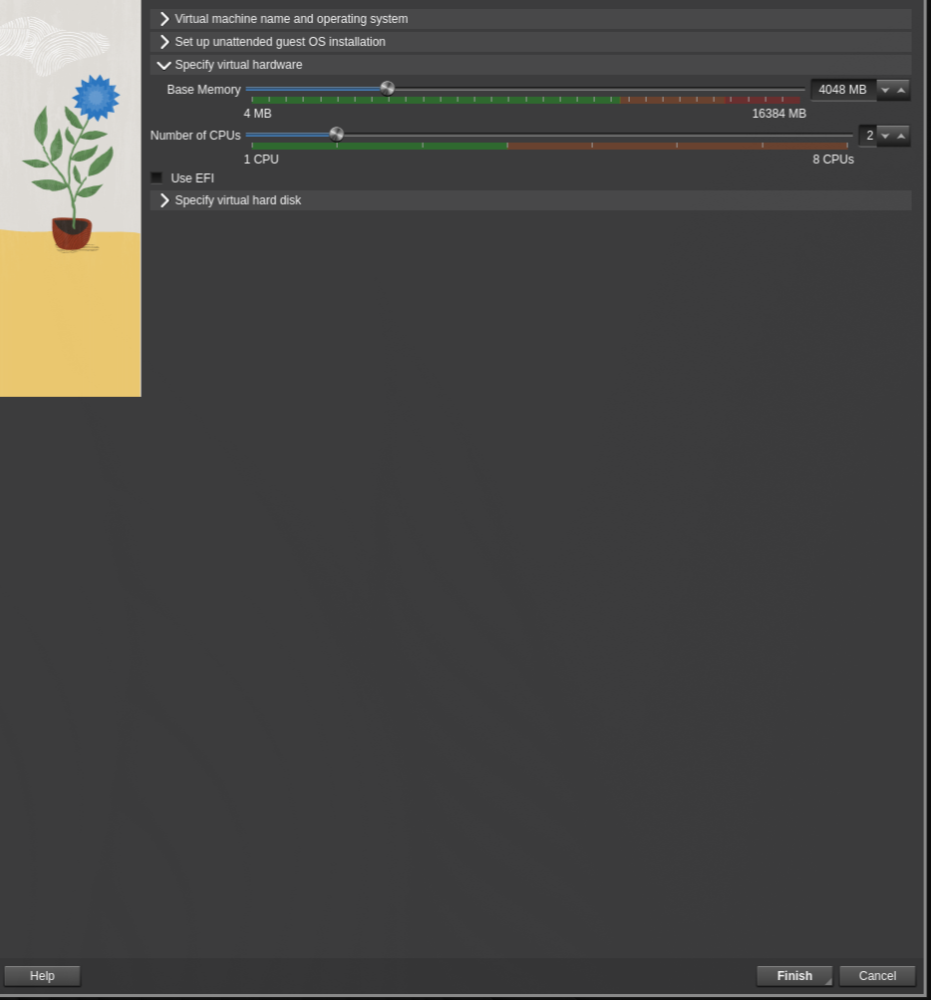 Virtual machine name and operating system
Set up unattended guest OS installation
Specify virtual hardware
Base Memory 4048 MB
4 MB 16384 MB
Number of CPUs 2
1 CPU 8 CPUs
Use EFI
Specify virtual hard disk
Help Finish Cancel